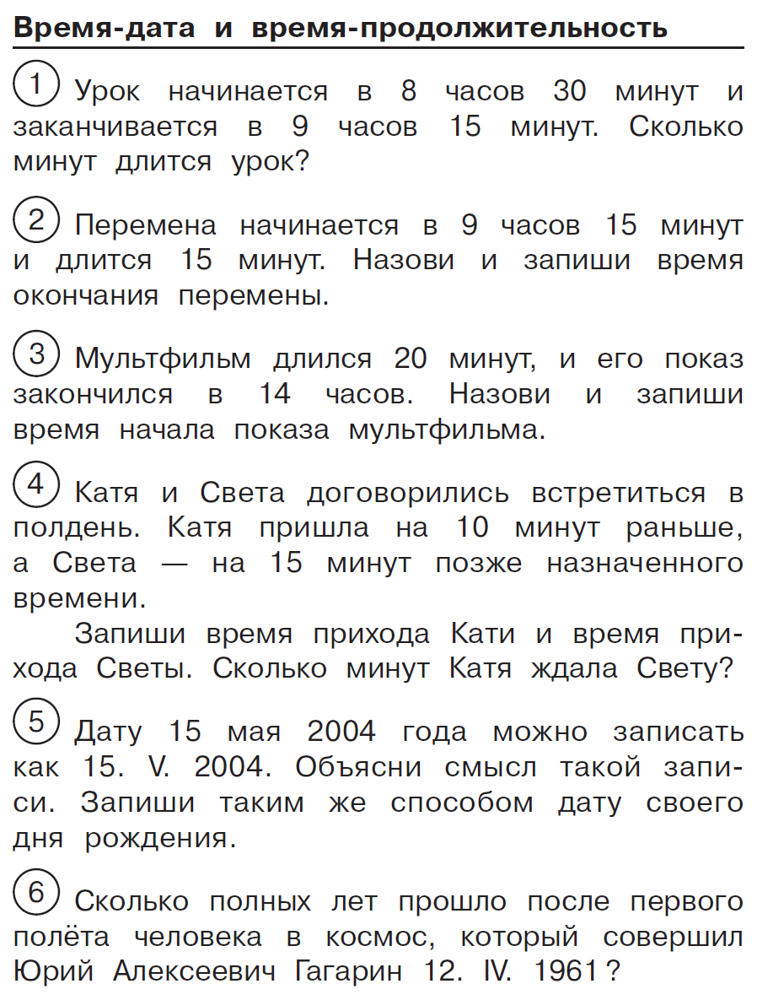 Время-дата и время-продолжительность
1 Урок начинается в 8 часов 30 минут и
заканчивается в 9 часов 15 минут. Сколько
минут длится урок?
2 Перемена начинается в 9 часов 15 минут
и длится 15 минут. Назови и запиши время
окончания перемены.
3 Мультфильм длился 20 минут, и его показ
закончился в 14 часов. Назови и запиши
время начала показа мультфильма.
4 Катя и Света договорились встретиться в
полдень. Катя пришла на 10 минут раньше,
а Света — на 15 минут позже назначенного
времени.
Запиши время прихода Кати и время при-
хода Светы. Сколько минут Катя ждала Свету?
5 Дату 15 мая 2004 года можно записать
как 15. V. 2004. Объясни смысл такой запи-
си. Запиши таким же способом дату своего
дня рождения.
6 Сколько полных лет прошло после первого
полёта человека в космос, который совершил
Юрий Алексеевич Гагарин 12. IV. 1961?